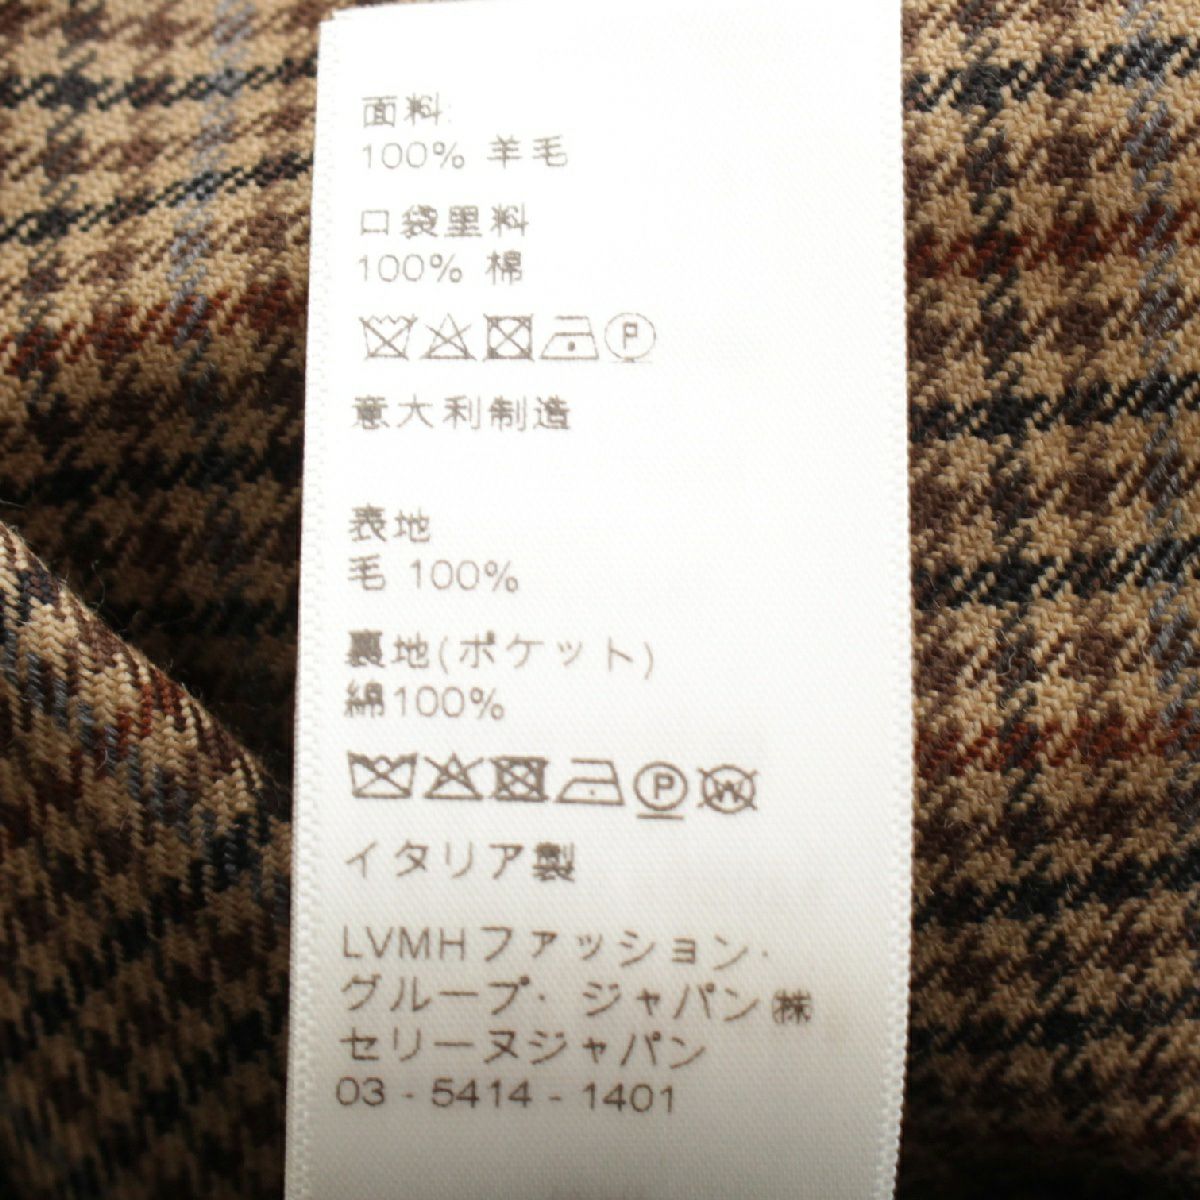 面料:
100% 羊毛
口袋里料
100% 棉
P
意大利制造
表地
毛 100%
裏地(ポケット)
綿100%
P W
イタリア製
LVMHファッション・
グループ・ジャパン㈱
セリーヌジャパン
03 - 5414 - 1401